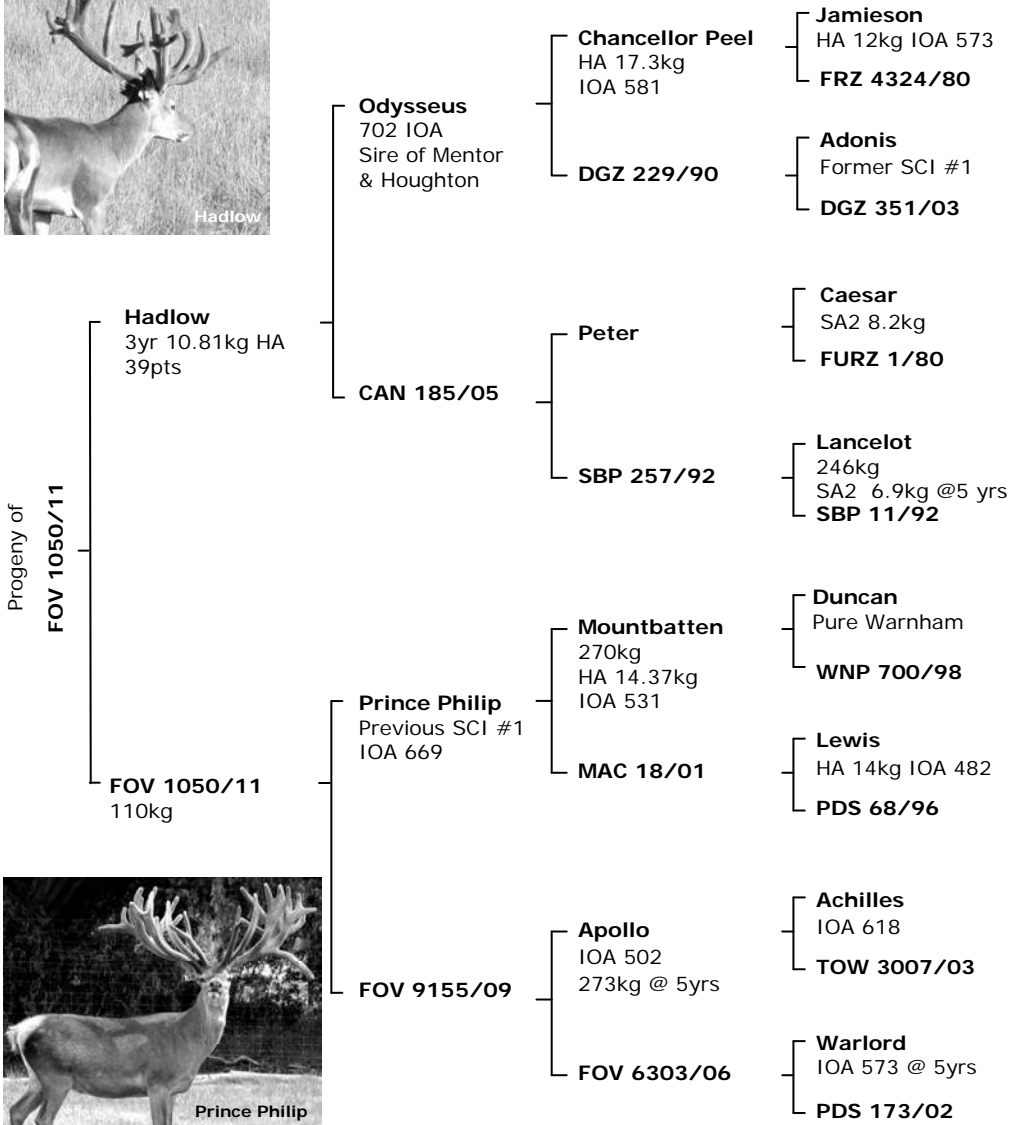 Hadlow
Progeny of
FOV 1050/11
Hadlow
3yr 10.81kg HA
39pts
FOV 1050/11
110kg
Odysseus
702 IOA
Sire of Mentor
& Houghton
CAN 185/05
Prince Philip
Previous SCI #1
IOA 669
FOV 9155/09
Chancellor Peel
HA 17.3kg
IOA 581
DGZ 229/90
Peter
SBP 257/92
Mountbatten
270kg
HA 14.37kg
IOA 531
MAC 18/01
Apollo
IOA 502
273kg @ 5yrs
FOV 6303/06
Jamieson
HA 12kg IOA 573
FRZ 4324/80
Adonis
Former SCI #1
DGZ 351/03
Caesar
SA2 8.2kg
FURZ 1/80
Lancelot
246kg
SA2 6.9kg @5 yrs
SBP 11/92
Duncan
Pure Warnham
WNP 700/98
Lewis
HA 14kg IOA 482
PDS 68/96
Achilles
IOA 618
TOW 3007/03
Warlord
IOA 573 @ 5yrs
PDS 173/02
Prince Philip